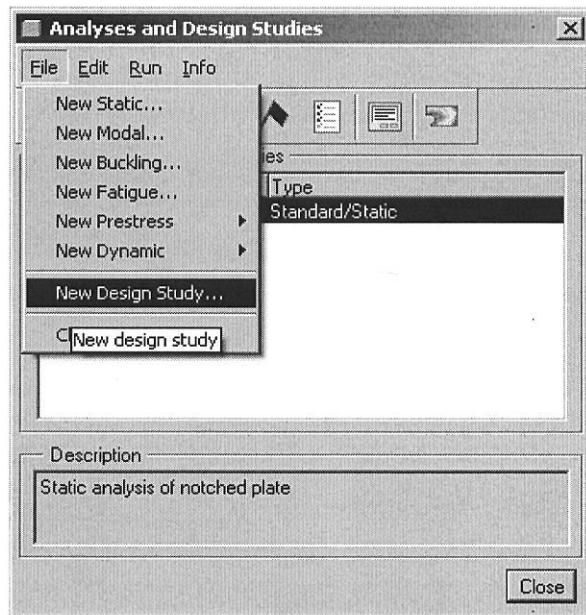 Analyses and Design Studies
File Edit Run Info
New Static...
New Modal...
New Buckling...
New Fatigue...
New Prestress
New Dynamic
New Design Study...
C
New design study
ies
Type
Standard/Static
Description
Static analysis of notched plate
Close